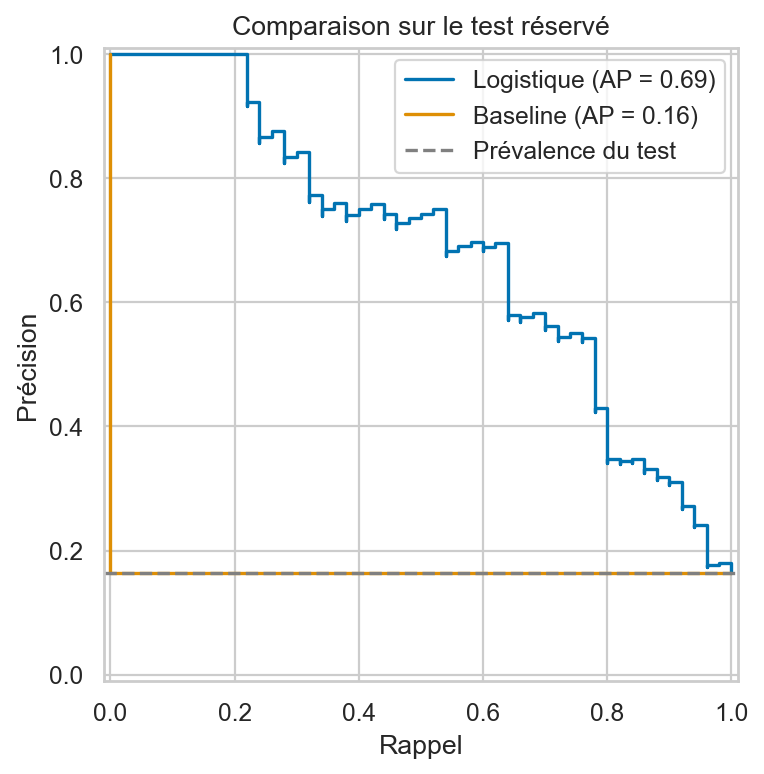 Comparaison sur le test réservé
Logistique (AP = 0.69)
Baseline (AP = 0.16)
Prévalence du test
Précision
1.0
0.8
0.6
0.4
0.2
0.0
0.0 0.2 0.4 0.6 0.8 1.0
Rappel